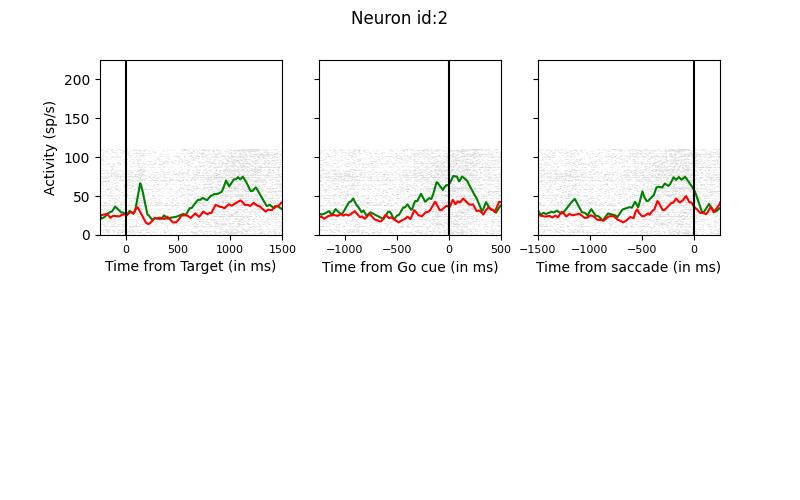 Neuron id:2
Activity (sp/s)
200
150
100
50
0
0 500 1000 1500
−1000 −500 0 500
−1500 −1000 −500 0
Time from Target (in ms) Time from Go cue (in ms) Time from saccade (in ms)